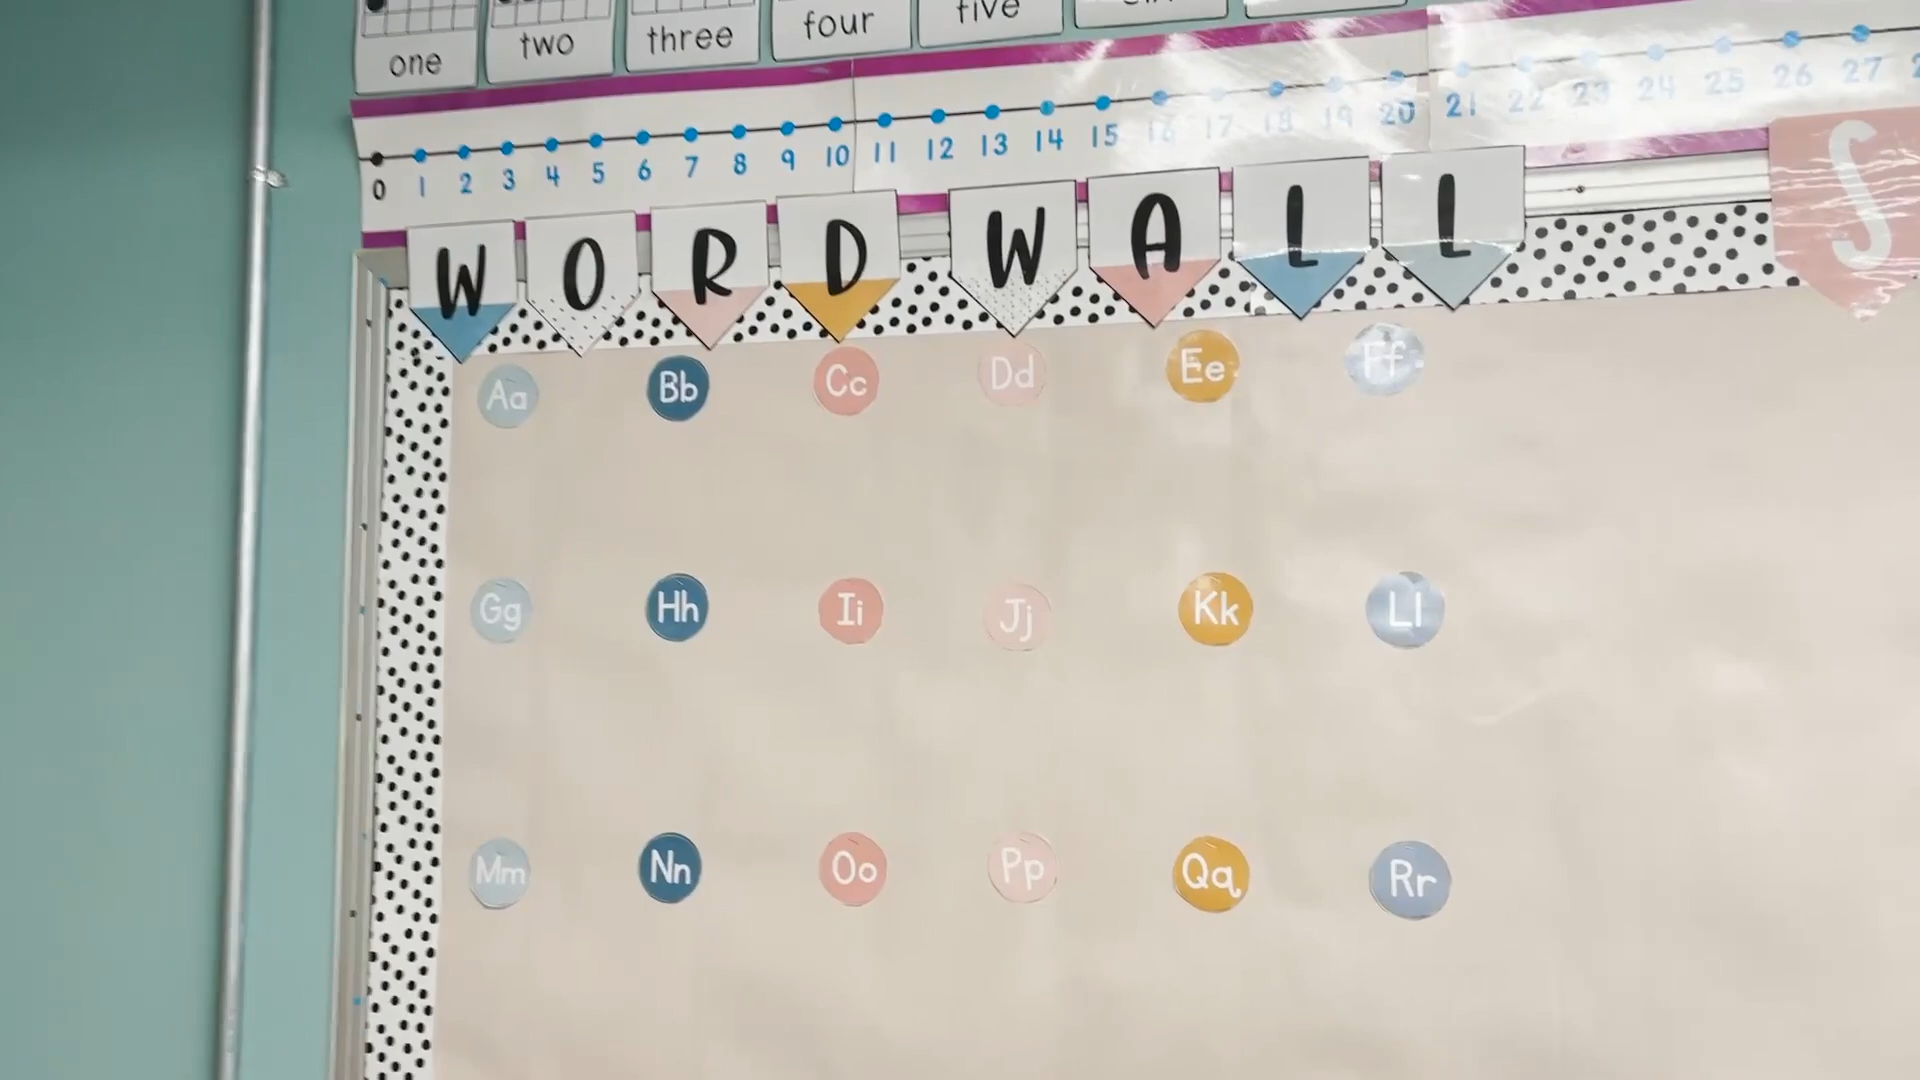 one two three four five
0 1 2 3 4 5 6 7 8 9 10 11 12 13 14 15 16 17 18 19 20 21 22 23 24 25 26 27
WORD WALL
S
Aa Bb Cc Dd Ee Ff
Gg Hh Ii Jj Kk Ll
Mm Nn Oo Pp Qq Rr